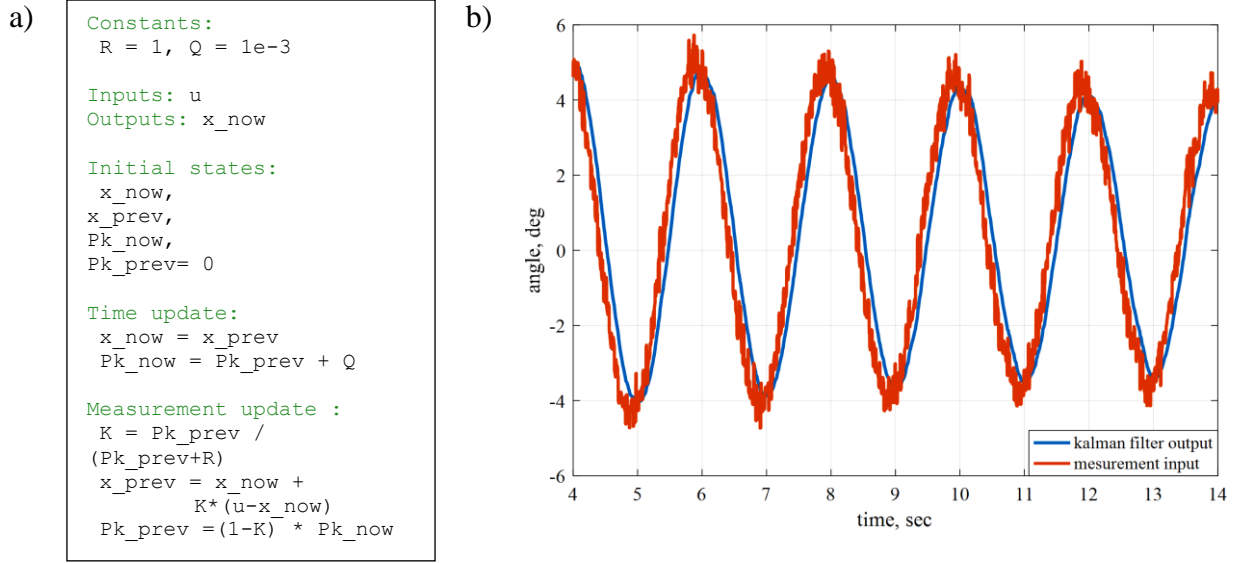 a)
Constants:
R = 1, Q = 1e-3
Inputs: u
Outputs: x_now
Initial states:
x_now,
x_prev,
Pk_now,
Pk_prev= 0
Time update:
x_now = x_prev
Pk_now = Pk_prev + Q
Measurement update :
K = Pk_prev /
(Pk_prev+R)
x_prev = x_now +
K*(u-x_now)
Pk_prev =(1-K) * Pk_now
b)
6
4
2
0
-2
-4
-6
angle, deg
kalman filter output
mesurement input
4 5 6 7 8 9 10 11 12 13 14
time, sec